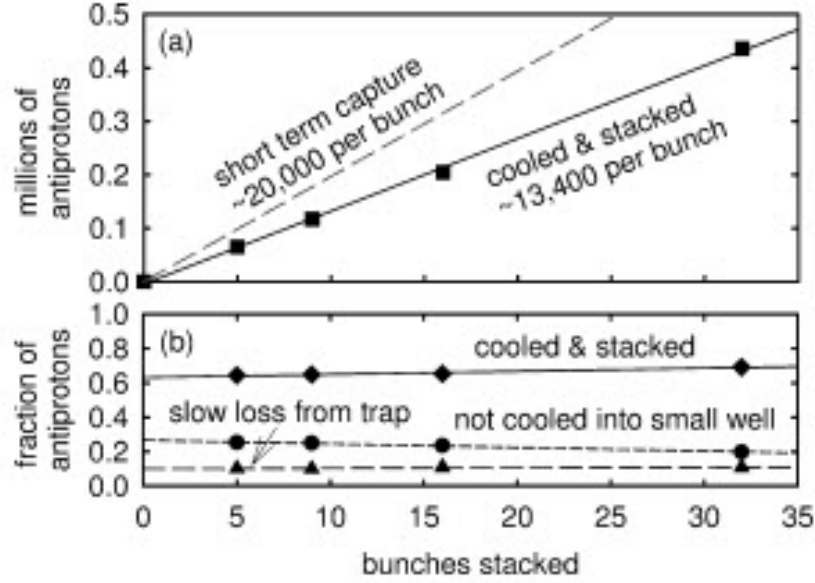 (a)
0.5
0.4
0.3
0.2
0.1
0.0
millions of
antiprotons
short term capture
~20,000 per bunch
cooled & stacked
~13,400 per bunch
(b)
1.0
0.8
0.6
0.4
0.2
0.0
fraction of
antiprotons
cooled & stacked
slow loss from trap
not cooled into small well
0 5 10 15 20 25 30 35
bunches stacked